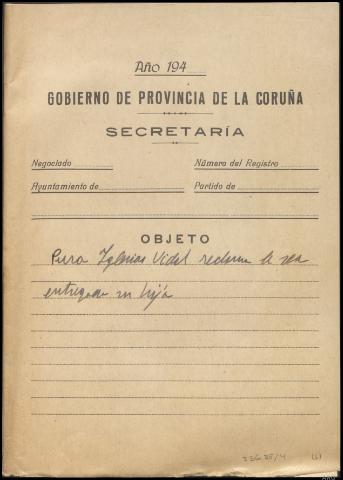 Año 194
GOBIERNO DE PROVINCIA DE LA CORUÑA
SECRETARÍA
Negociado Número del Registro
Ayuntamiento de Partido de
OBJETO
Pura Iglesias Vidal reclama le sea
entregada su hija